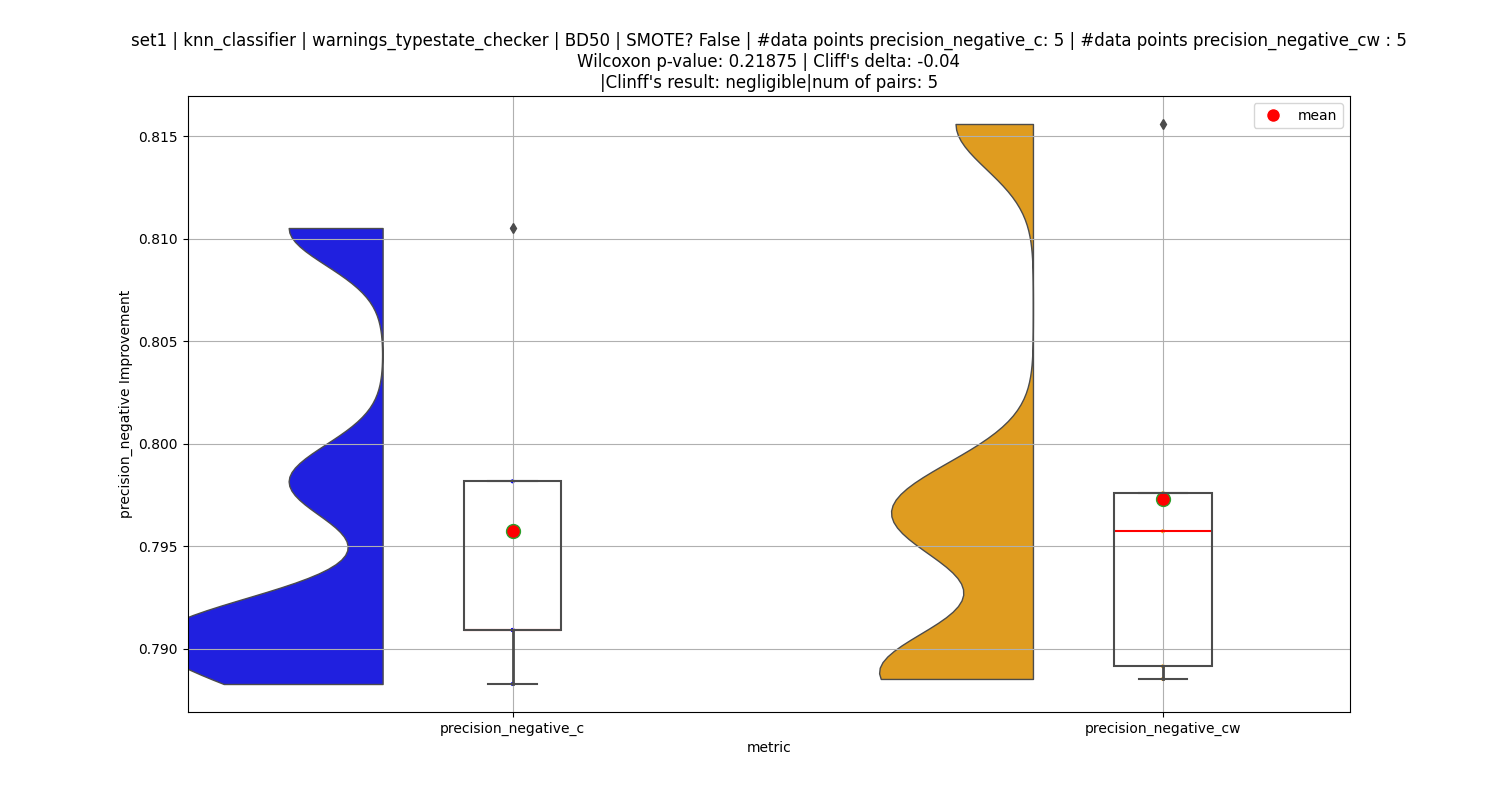 set1 | knn_classifier | warnings_typestate_checker | BD50 | SMOTE? False | #data points precision_negative_c: 5 | #data points precision_negative_cw : 5
Wilcoxon p-value: 0.21875 | Cliff's delta: -0.04
|Clinff's result: negligible|num of pairs: 5
mean
0.815
0.810
0.805
0.800
0.795
0.790
precision_negative Improvement
precision_negative_c
precision_negative_cw
metric